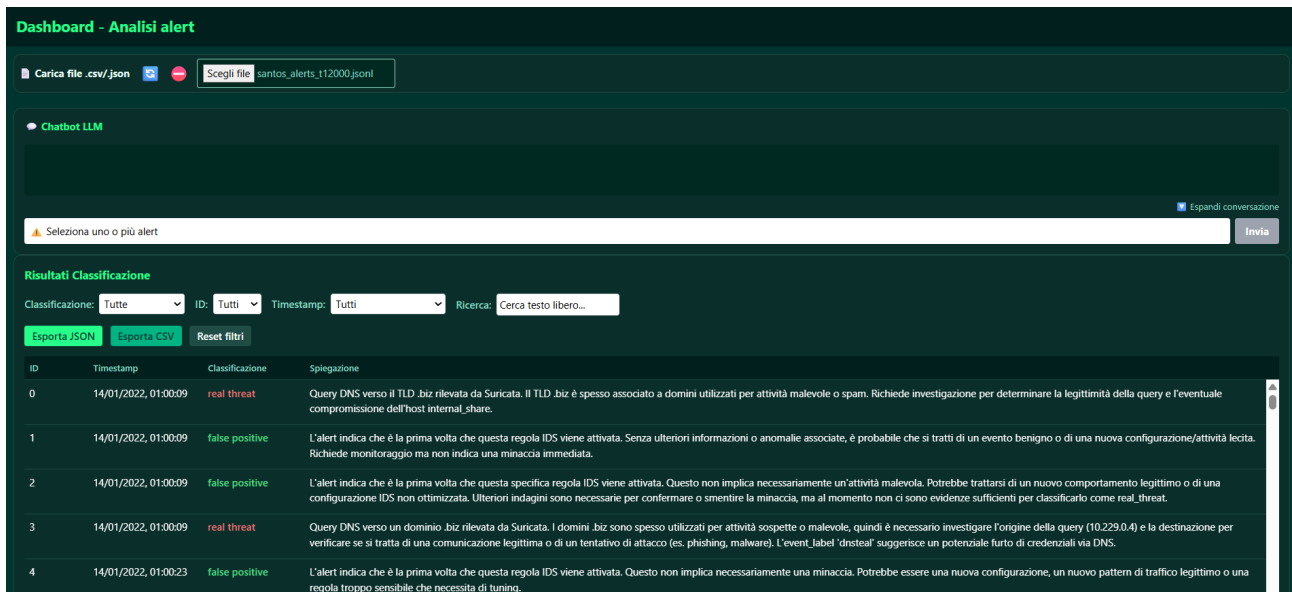 Dashboard - Analisi alert
Carica file .csv/.json
Scegli file santos_alerts_t12000.jsonl
Chatbot LLM
Espandi conversazione
Seleziona uno o più alert
Invia
Risultati Classificazione
Classificazione: Tutte ID: Tutti Timestamp: Tutti Ricerca: Cerca testo libero...
Esporta JSON Esporta CSV Reset filtri
ID Timestamp Classificazione Spiegazione
0 14/01/2022, 01:00:09 real threat Query DNS verso il TLD .biz rilevata da Suricata. Il TLD .biz è spesso associato a domini utilizzati per attività malevole o spam. Richiede investigazione per determinare la legittimità della query e l'eventuale
compromissione dell'host internal_share.
1 14/01/2022, 01:00:09 false positive L'alert indica che è la prima volta che questa regola IDS viene attivata. Senza ulteriori informazioni o anomalie associate, è probabile che si tratti di un evento benigno o di una nuova configurazione/attività lecita.
Richiede monitoraggio ma non indica una minaccia immediata.
2 14/01/2022, 01:00:09 false positive L'alert indica che è la prima volta che questa specifica regola IDS viene attivata. Questo non implica necessariamente un'attività malevola. Potrebbe trattarsi di un nuovo comportamento legittimo o di una
configurazione IDS non ottimizzata. Ulteriori indagini sono necessarie per confermare o smentire la minaccia, ma al momento non ci sono evidenze sufficienti per classificarlo come real_threat.
3 14/01/2022, 01:00:09 real threat Query DNS verso un dominio .biz rilevata da Suricata. I domini .biz sono spesso utilizzati per attività sospette o malevole, quindi è necessario investigare l'origine della query (10.229.0.4) e la destinazione per
verificare se si tratta di una comunicazione legittima o di un tentativo di attacco (es. phishing, malware). L'event_label 'dnsteal' suggerisce un potenziale furto di credenziali via DNS.
4 14/01/2022, 01:00:23 false positive L'alert indica che è la prima volta che questa regola IDS viene attivata. Questo non implica necessariamente una minaccia. Potrebbe essere una nuova configurazione, un nuovo pattern di traffico legittimo o una
regola troppo sensibile che necessita di tuning.